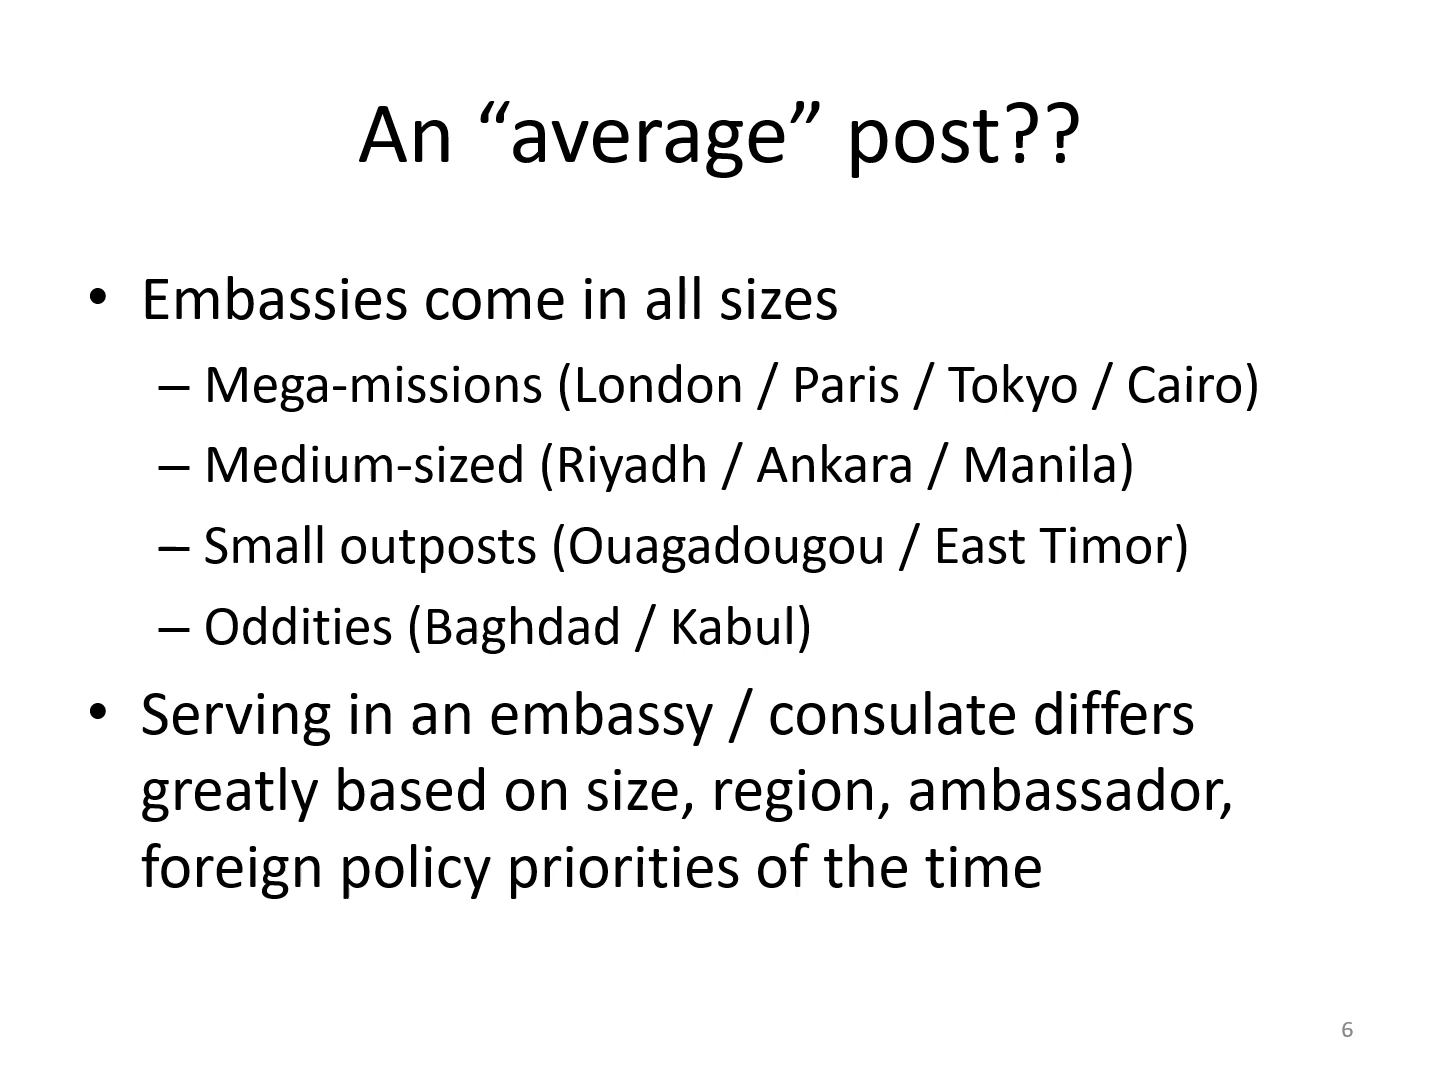 An “average” post??
• Embassies come in all sizes
– Mega-missions (London / Paris / Tokyo / Cairo)
– Medium-sized (Riyadh / Ankara / Manila)
– Small outposts (Ouagadougou / East Timor)
– Oddities (Baghdad / Kabul)
• Serving in an embassy / consulate differs
greatly based on size, region, ambassador,
foreign policy priorities of the time
6